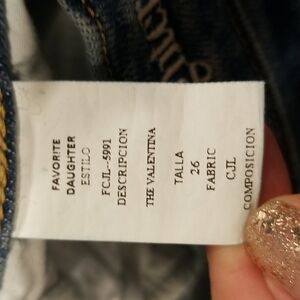 FAVORITE
DAUGHTER
ESTILO
FCJL-5991
DESCRIPCION
THE VALENTINA
TALLA
26
FABRIC
CJL
COMPOSICION